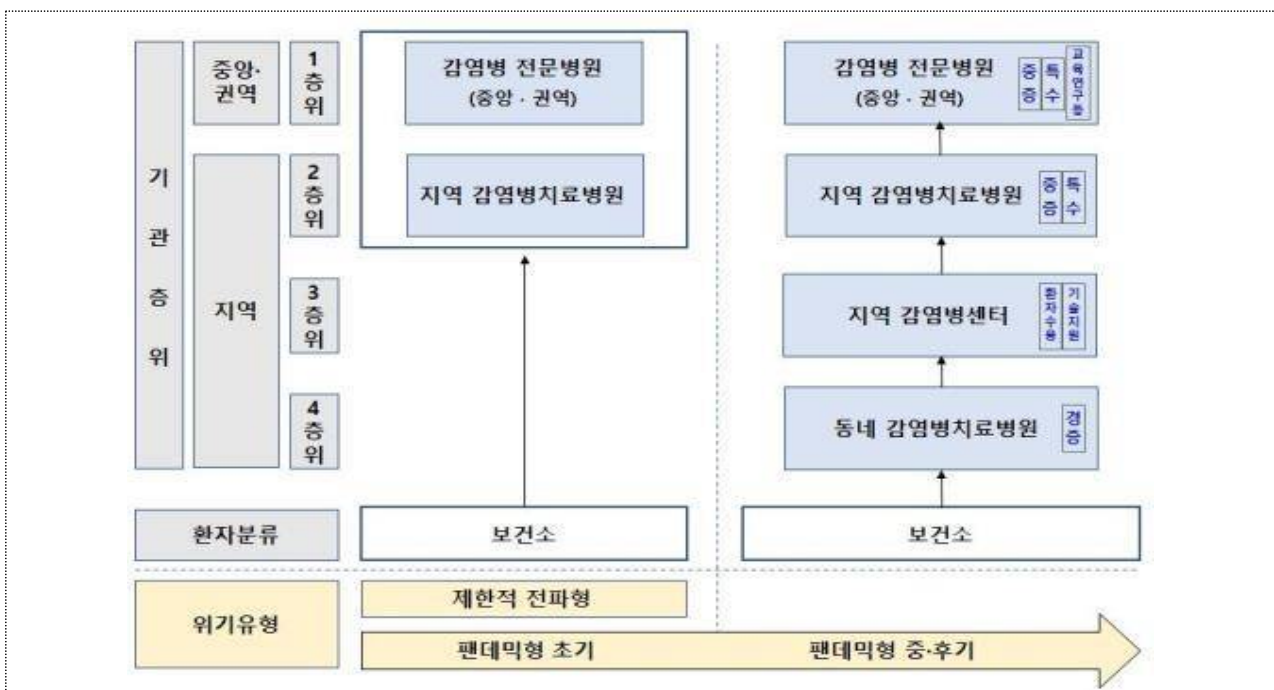 기관층위
중앙·
권역
1
층
위
감염병 전문병원
(중앙 · 권역)
감염병 전문병원
(중앙 · 권역)
중증
특수
교육연구등
지역
2
층
위
지역 감염병치료병원
지역 감염병치료병원
중증
특수
3
층
위
지역 감염병센터
환자수용
기술지원
4
층
위
동네 감염병치료병원
경증
환자분류
보건소
보건소
위기유형
제한적 전파형
팬데믹형 초기
팬데믹형 중·후기